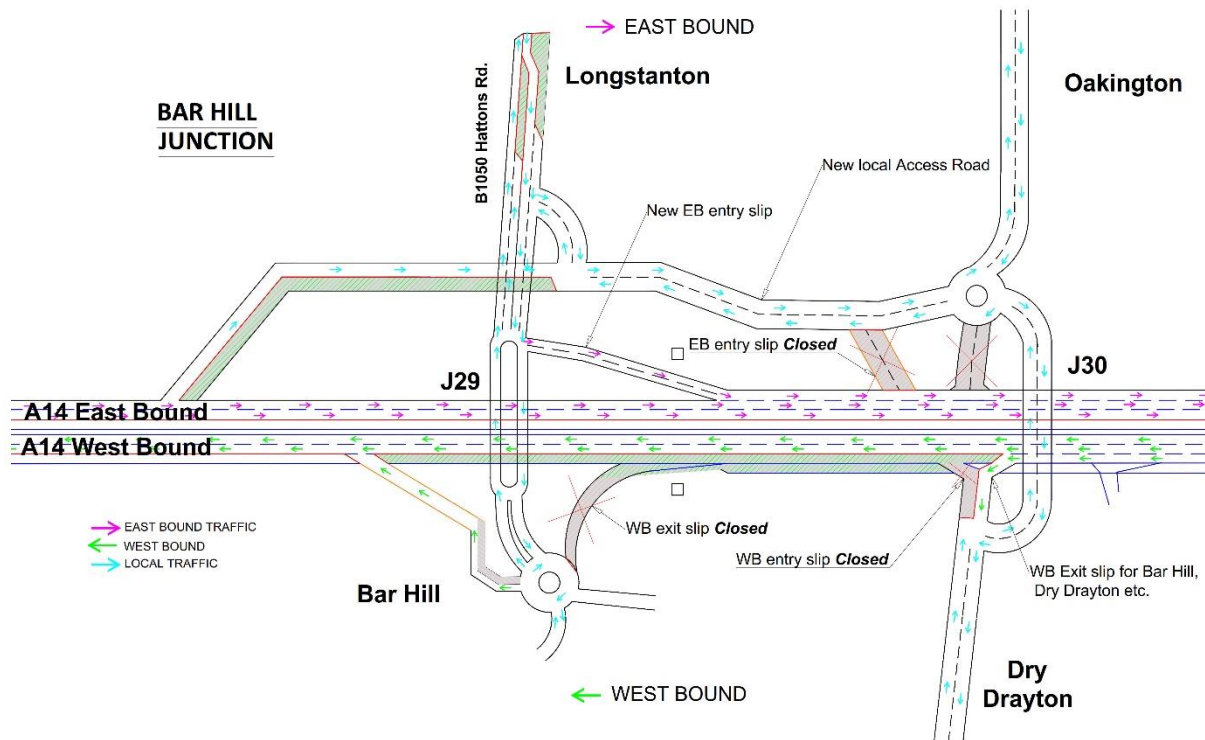 EAST BOUND
Longstanton
Oakington
BAR HILL
JUNCTION
B1050 Hattons Rd.
New local Access Road
New EB entry slip
EB entry slip Closed
J29
J30
A14 East Bound
A14 West Bound
EAST BOUND TRAFFIC
WEST BOUND
LOCAL TRAFFIC
WB exit slip Closed
WB entry slip Closed
WB Exit slip for Bar Hill,
Dry Drayton etc.
Bar Hill
WEST BOUND
Dry
Drayton